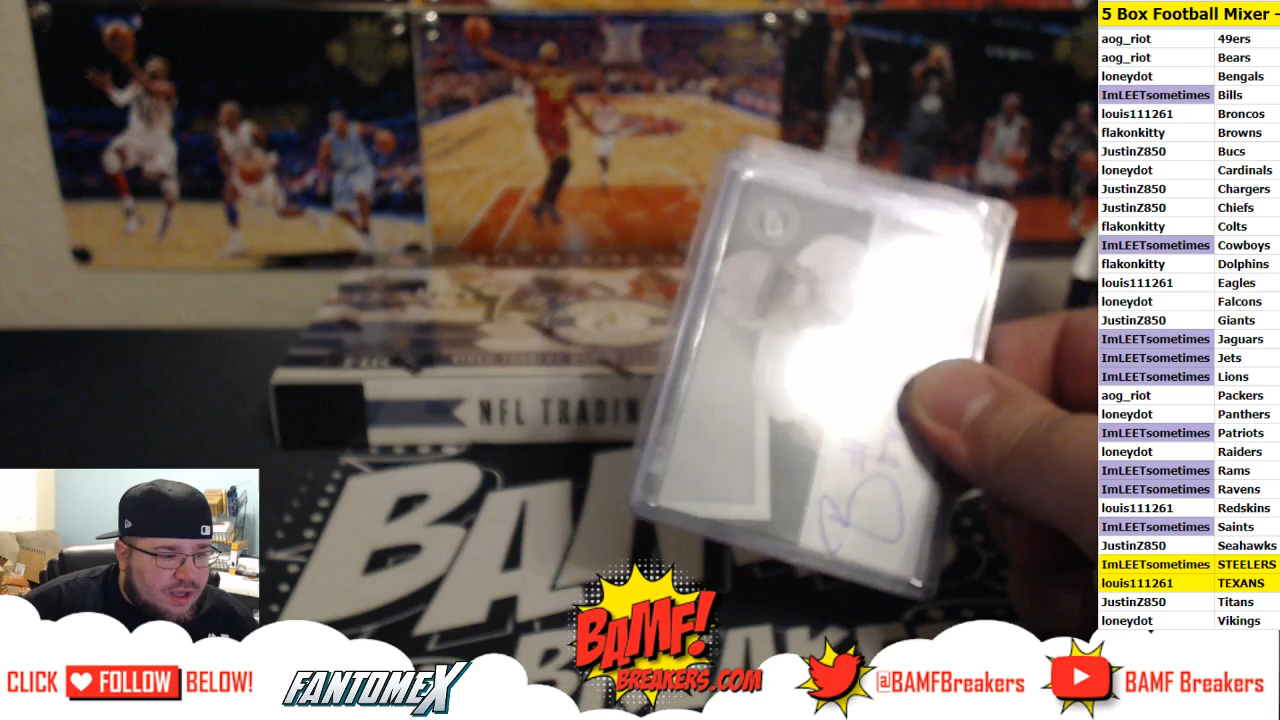 5 Box Football Mixer -
aog_riot 49ers
aog_riot Bears
loneydot Bengals
ImLEETsometimes Bills
louis111261 Broncos
flakonkitty Browns
JustinZ850 Bucs
loneydot Cardinals
JustinZ850 Chargers
JustinZ850 Chiefs
flakonkitty Colts
ImLEETsometimes Cowboys
flakonkitty Dolphins
louis111261 Eagles
loneydot Falcons
JustinZ850 Giants
ImLEETsometimes Jaguars
ImLEETsometimes Jets
ImLEETsometimes Lions
aog_riot Packers
loneydot Panthers
ImLEETsometimes Patriots
loneydot Raiders
ImLEETsometimes Rams
ImLEETsometimes Ravens
louis111261 Redskins
ImLEETsometimes Saints
JustinZ850 Seahawks
ImLEETsometimes STEELERS
louis111261 TEXANS
JustinZ850 Titans
loneydot Vikings
NFL TRADIN
BAM
CLICK FOLLOW BELOW!
FANTOMEX
BAMF!
BREAKERS.COM
@BAMFBreakers
BAMF Breakers